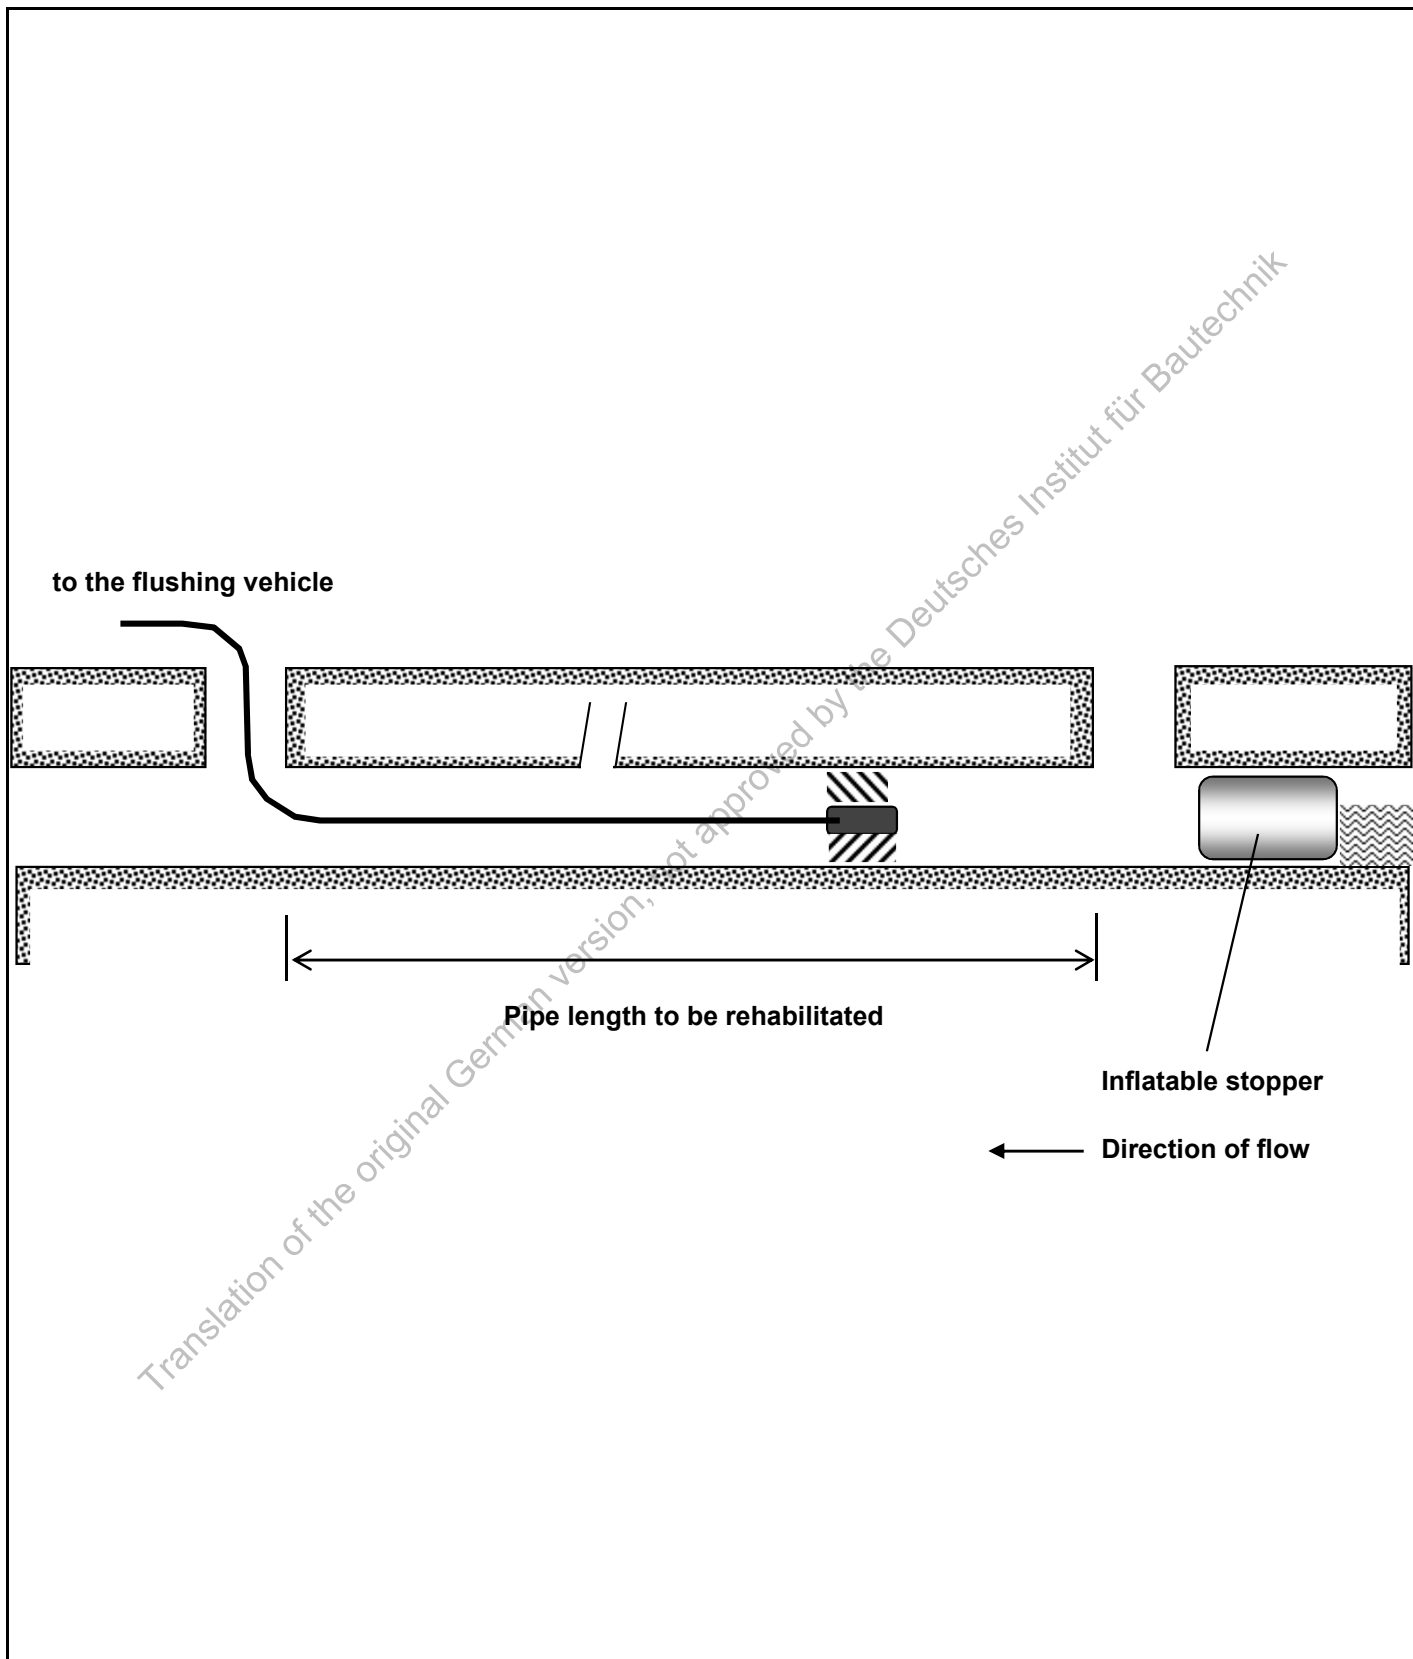 to the flushing vehicle
Pipe length to be rehabilitated
Inflatable stopper
Direction of flow
Translation of the original German version, not approved by the Deutsches Institut für Bautechnik